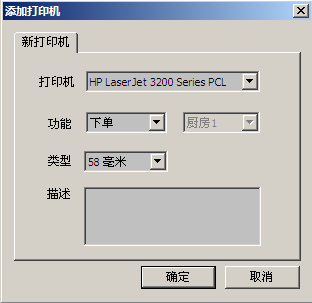 添加打印机
新打印机
打印机 HP LaserJet 3200 Series PCL
功能 下单 厨房1
类型 58 毫米
描述
确定 取消